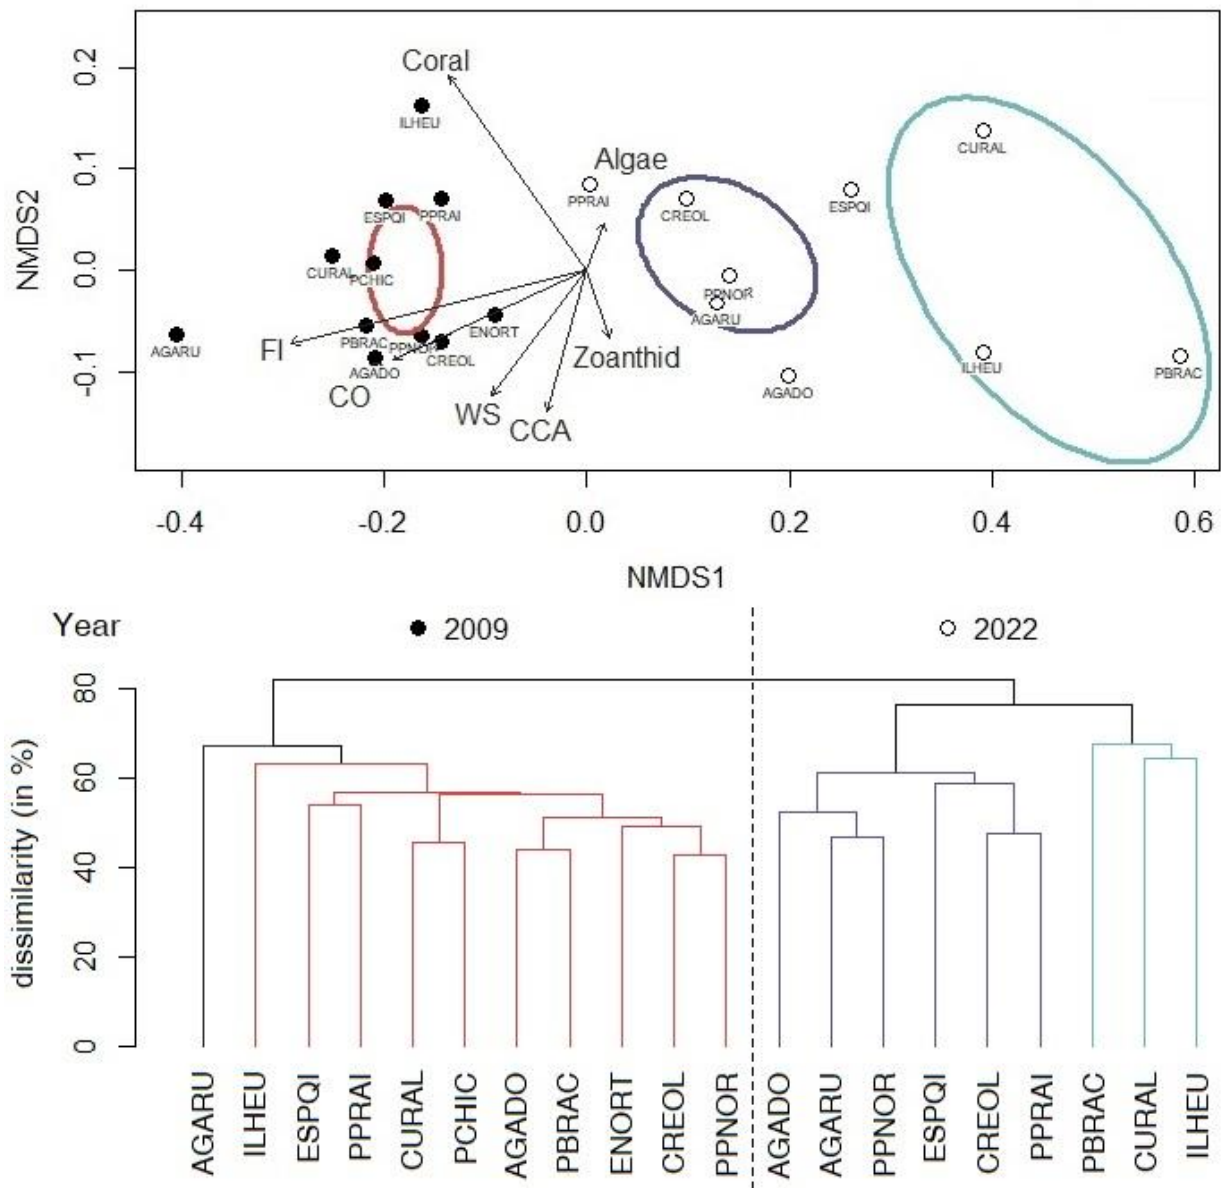 Coral
ILHEU
Algae
CURAL
PPRAI
ESPQI
PPRAI
CREOL
ESPQI
CURAL
PCHIC
PPNOR
AGARU
ENORT
AGARU
FI
PBRAC
PPNOR
CREOL
AGADO
Zoanthid
ILHEU
PBRAC
CO
AGADO
WS
CCA
NMDS2
0.2
0.1
0.0
-0.1
-0.4
-0.2
0.0
0.2
0.4
0.6
NMDS1
Year
2009
2022
dissimilarity (in %)
80
60
40
20
0
AGARU
ILHEU
ESPQI
PPRAI
CURAL
PCHIC
AGADO
PBRAC
ENORT
CREOL
PPNOR
AGADO
AGARU
PPNOR
ESPQI
CREOL
PPRAI
PBRAC
CURAL
ILHEU